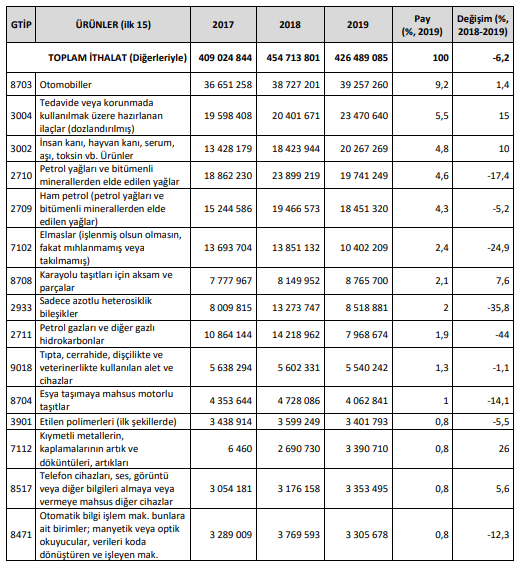 GTİP ÜRÜNLER (ilk 15) 2017 2018 2019 Pay (%, 2019) Değişim (%, 2018-2019)
TOPLAM İTHALAT (Diğerleriyle) 409 024 844 454 713 801 426 489 085 100 -6,2
8703 Otomobiller 36 651 258 38 727 201 39 257 260 9,2 1,4
Tedavide veya korunmada
3004 kullanılmak üzere hazırlanan 19 598 408 20 401 671 23 470 640 5,5 15
ilaçlar (dozlandırılmış)
3002 İnsan kanı, hayvan kanı, serum, 13 428 179 18 423 944 20 267 269 4,8 10
aşı, toksin vb. Ürünler
2710 Petrol yağları ve bitümenli 18 862 230 23 899 219 19 741 249 4,6 -17,4
minerallerden elde edilen yağlar
Ham petrol (petrol yağları ve
2709 bitümenli minerallerden elde 15 244 586 19 466 573 18 451 320 4,3 -5,2
edilen yağlar)
Elmaslar (işlenmiş olsun olmasın,
7102 fakat mıhlanmamış veya 13 693 704 13 851 132 10 402 209 2,4 -24,9
takılmamış)
8708 Karayolu taşıtları için aksam ve 7 777 967 8 149 952 8 765 700 2,1 7,6
parçalar
2933 Sadece azotlu heterosiklik 8 009 815 13 273 747 8 518 881 2 -35,8
bileşikler
2711 Petrol gazları ve diğer gazlı 10 864 144 14 218 962 7 968 674 1,9 -44
hidrokarbonlar
Tıpta, cerrahide, dişçilikte ve
9018 veterinerlikte kullanılan alet ve 5 638 294 5 602 331 5 540 242 1,3 -1,1
cihazlar
8704 Esya taşımaya mahsus motorlu 4 353 644 4 728 086 4 062 841 1 -14,1
taşıtlar
3901 Etilen polimerleri (ilk şekillerde) 3 438 914 3 599 249 3 401 793 0,8 -5,5
Kıymetli metallerin,
7112 kaplamalarının artık ve 6 460 2 690 730 3 390 710 0,8 26
döküntüleri, artıkları
Telefon cihazları, ses, görüntü
8517 veya diğer bilgileri almaya veya 3 054 181 3 176 158 3 353 495 0,8 5,6
vermeye mahsus diğer cihazlar
Otomatik bilgi işlem mak. bunlara
8471 ait birimler; manyetik veya optik 3 289 009 3 769 593 3 305 678 0,8 -12,3
okuyucular, verileri koda
dönüştüren ve işleyen mak.